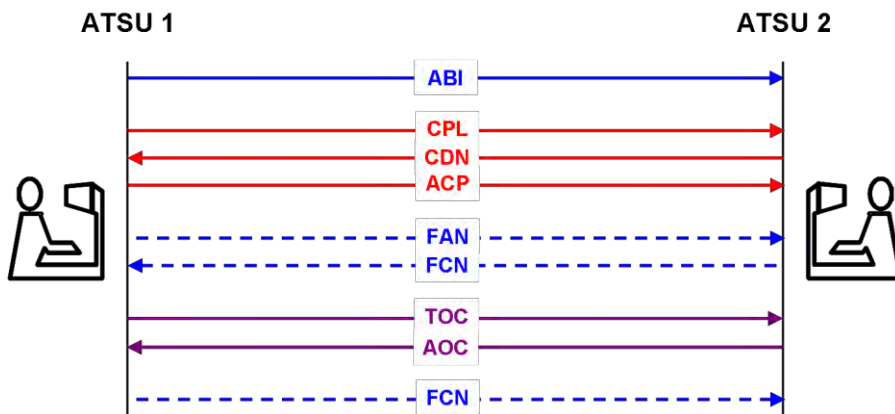 ATSU 1
ATSU 2
ABI
CPL
CDN
ACP
FAN
FCN
TOC
AOC
FCN